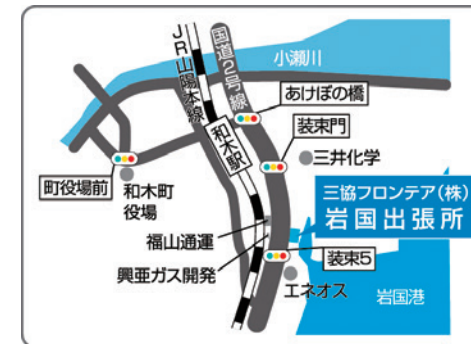 JR山陽本線
国道2号線
小瀬川
あけぼの橋
装束門
和木駅
三井化学
町役場前
和木町
役場
三協フロンテア(株)
岩国出張所
福山通運
興亜ガス開発
装束5
エネオス
岩国港